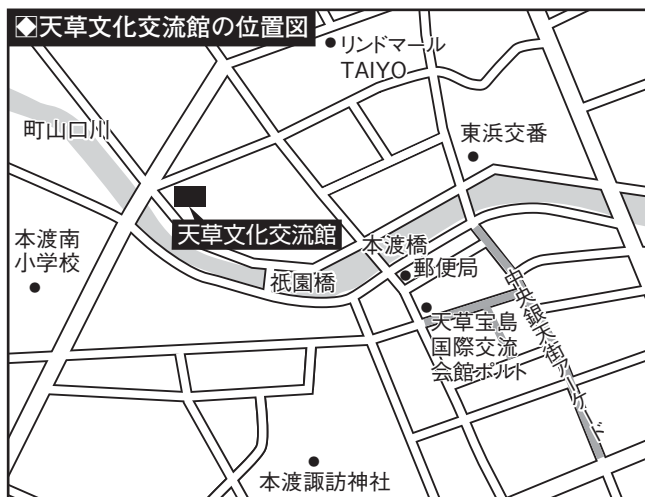 ◆天草文化交流館の位置図
リンドマール
TAIYO
町山口川
東浜交番
天草文化交流館
本渡南
小学校
本渡橋
祇園橋
郵便局
天草宝島
国際交流
会館ポルト
中央銀天街アーケード
本渡諏訪神社